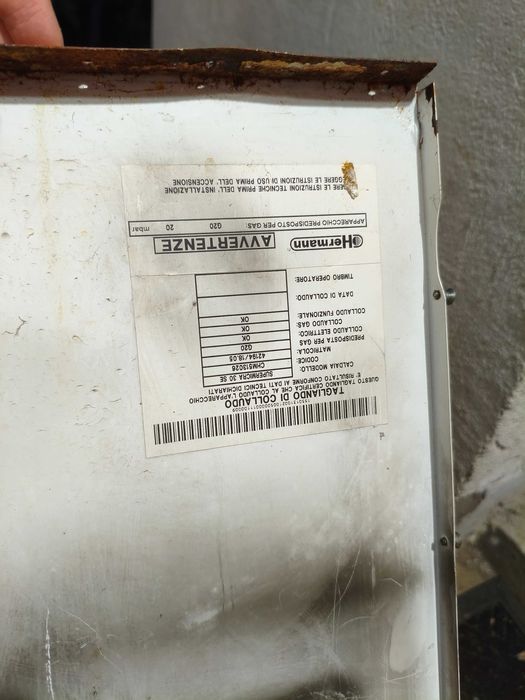 TAGLIANDO DI COLLAUDO
QUESTO TAGLIANDO CERTIFICA CHE AL COLLAUDO L'APPARECCHIO
E' RISULTATO CONFORME AI DATI TECNICI DICHIARATI
CALDAIA MODELLO: SUPERMICRA 30 SE
CODICE: CHMS13026
MATRICOLA: 42194/18.05
PREDISPOSTA PER GAS G20
COLLAUDO ELETTRICO: OK
COLLAUDO GAS: OK
COLLAUDO FUNZIONALE: OK
DATA DI COLLAUDO:
TIMBRO OPERATORE:
Hermann AVVERTENZE
APPARECCHIO PREDISPOSTO PER GAS: G20 20 mbar
LE ISTRUZIONI TECNICHE PRIMA DELL' INSTALLAZIONE
LE ISTRUZIONI DI USO PRIMA DELL' ACCENSIONE